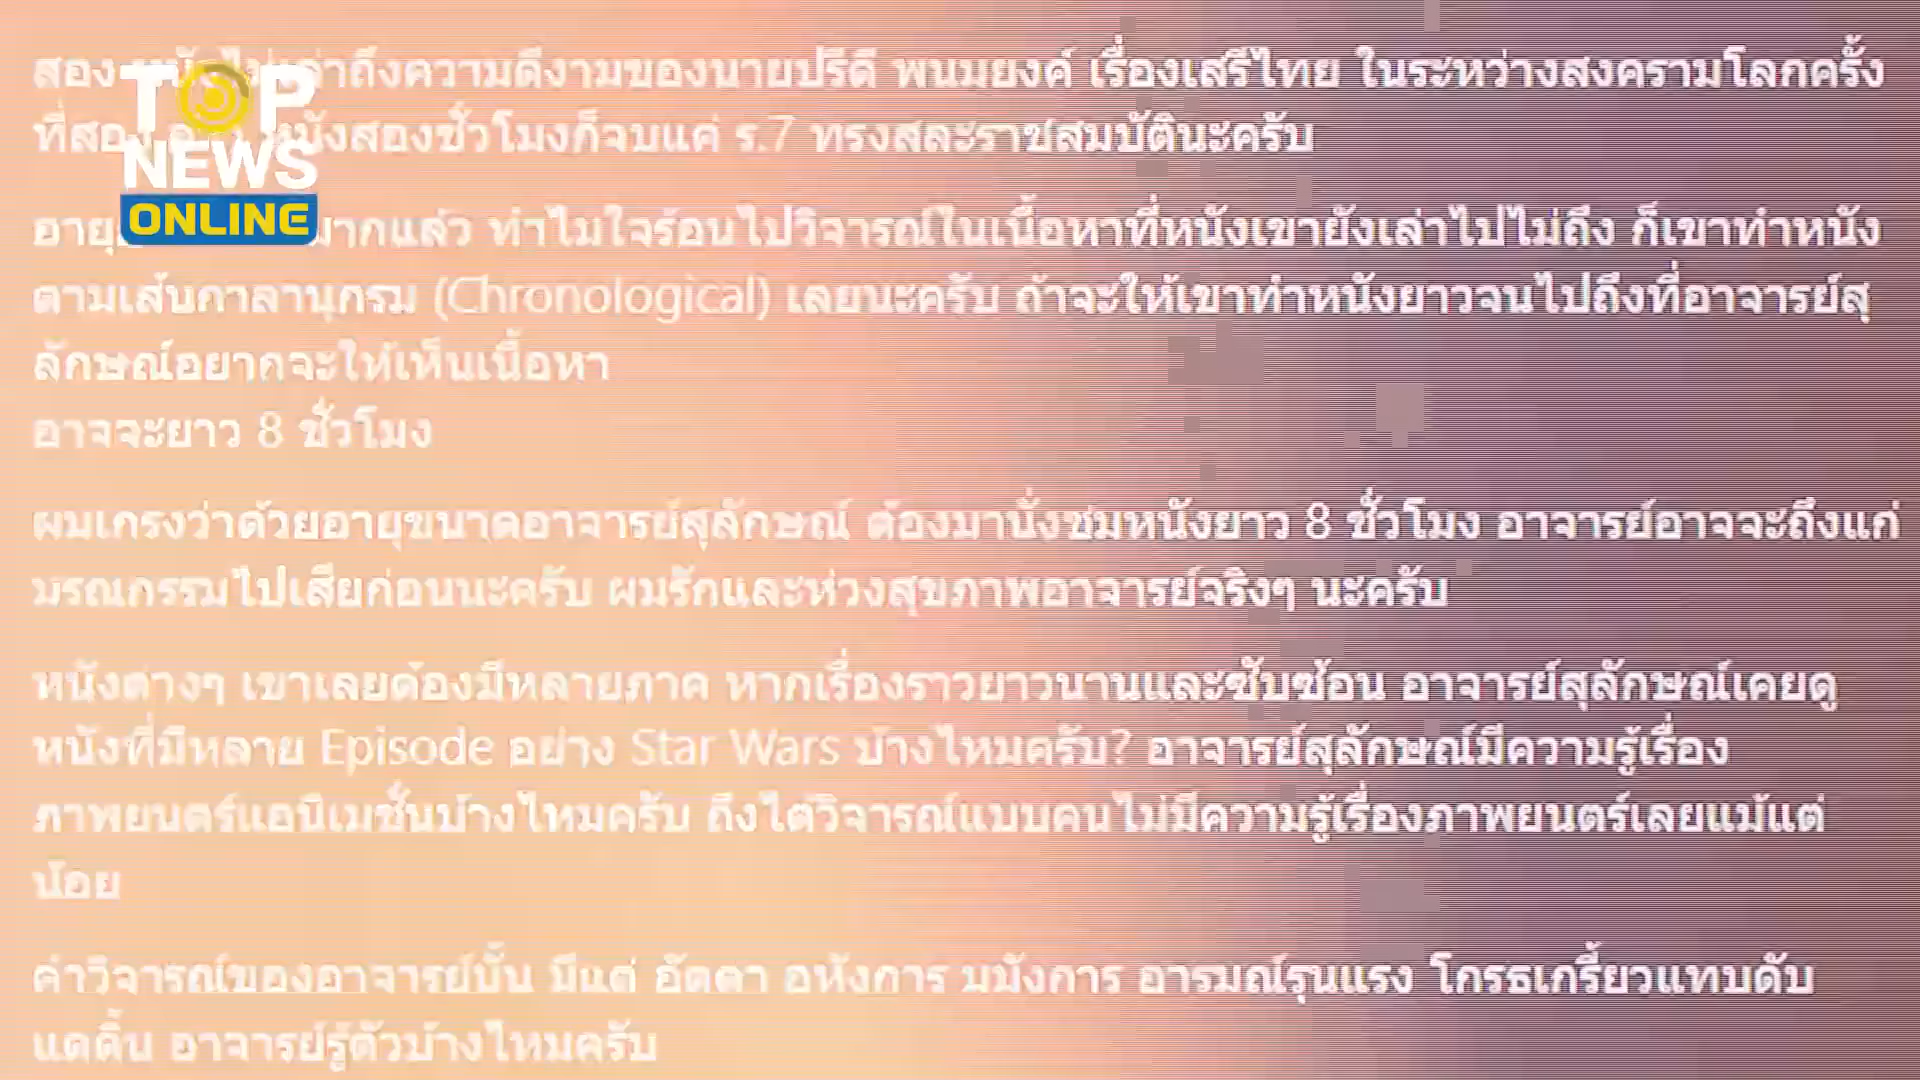 สอง หนังไม่เล่าถึงความดีงามของนายปรีดี พนมยงค์ เรื่องเสรีไทย ในระหว่างสงครามโลกครั้ง
ที่สอง หนังสองชั่วโมงก็จบแค่ ร.7 ทรงสละราชสมบัตินะครับ
TOP
NEWS
ONLINE
อายุ มากแล้ว ทำไมใจร้อนไปวิจารณ์ในเนื้อหาที่หนังเขายังเล่าไปไม่ถึง ก็เขาทำหนัง
ตามเส้นกาลานุกรม (Chronological) เลยนะครับ ถ้าจะให้เขาทำหนังยาวจนไปถึงที่อาจารย์สุ
ลักษณ์อยากจะให้เห็นเนื้อหา
อาจจะยาว 8 ชั่วโมง
ผมเกรงว่าด้วยอายุขนาดอาจารย์สุลักษณ์ ต้องมานั่งชมหนังยาว 8 ชั่วโมง อาจารย์อาจจะถึงแก่
มรณกรรมไปเสียก่อนนะครับ ผมรักและห่วงสุขภาพอาจารย์จริงๆ นะครับ
หนังต่างๆ เขาเลยต้องมีหลายภาค หากเรื่องราวยาวนานและซับซ้อน อาจารย์สุลักษณ์เคยดู
หนังที่มีหลาย Episode อย่าง Star Wars บ้างไหมครับ? อาจารย์สุลักษณ์มีความรู้เรื่อง
ภาพยนตร์แอนิเมชั่นบ้างไหมครับ ถึงได้วิจารณ์แบบคนไม่มีความรู้เรื่องภาพยนตร์เลยแม้แต่
น้อย
คำวิจารณ์ของอาจารย์นั้น มีแต่ อัตตา อหังการ มมังการ อารมณ์รุนแรง โกรธเกรี้ยวแทบดับ
แดดิ้น อาจารย์รู้ตัวบ้างไหมครับ